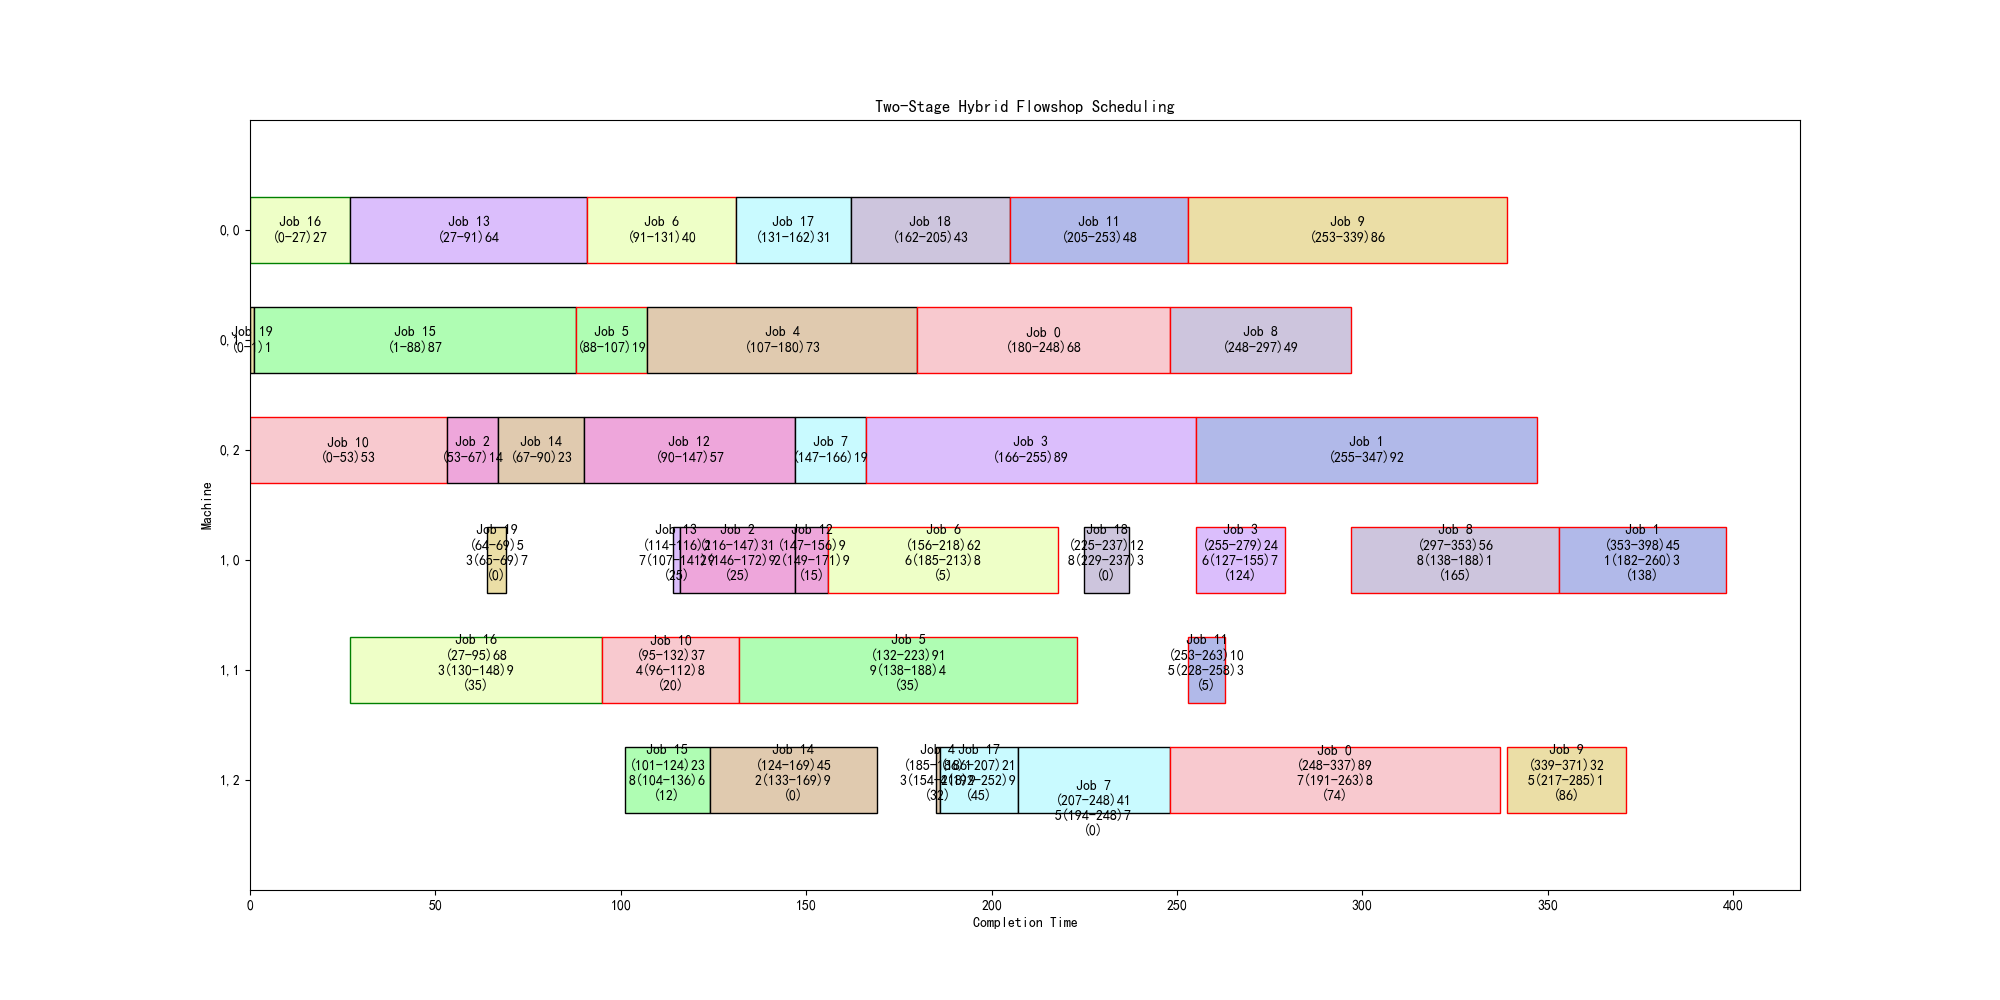 Two-Stage Hybrid Flowshop Scheduling
Machine
0,0
Job 16
(0-27)27
Job 13
(27-91)64
Job 6
(91-131)40
Job 17
(131-162)31
Job 18
(162-205)43
Job 11
(205-253)48
Job 9
(253-339)86
0,1
Job 19
(0-1)1
Job 15
(1-88)87
Job 5
(88-107)19
Job 4
(107-180)73
Job 0
(180-248)68
Job 8
(248-297)49
0,2
Job 10
(0-53)53
Job 2
(53-67)14
Job 14
(67-90)23
Job 12
(90-147)57
Job 7
(147-166)19
Job 3
(166-255)89
Job 1
(255-347)92
1,0
Job 19
(64-69)5
3(65-69)7
(0)
Job 13
(114-116)2
(25)
Job 2
(116-147)31
(25)
Job 12
(147-156)9
2(149-171)9
(15)
Job 6
(156-218)62
6(185-213)8
(5)
Job 18
(225-237)12
8(229-237)3
(0)
Job 3
(255-279)24
6(127-155)7
(124)
Job 8
(297-353)56
8(138-188)1
(165)
Job 1
(353-398)45
1(182-260)3
(138)
1,1
Job 16
(27-95)68
3(130-148)9
(35)
Job 10
(95-132)37
4(96-112)8
(20)
Job 5
(132-223)91
9(138-188)4
(35)
Job 11
(253-263)10
5(228-258)3
(5)
1,2
Job 15
(101-124)23
8(104-136)6
(12)
Job 14
(124-169)45
2(133-169)9
(0)
Job 4
(185-186)1
(32)
Job 17
(186-207)21
(45)
Job 7
(207-248)41
5(194-248)7
(0)
Job 0
(248-337)89
7(191-263)8
(74)
Job 9
(339-371)32
5(217-285)1
(86)
0
50
100
150
200
250
300
350
400
Completion Time